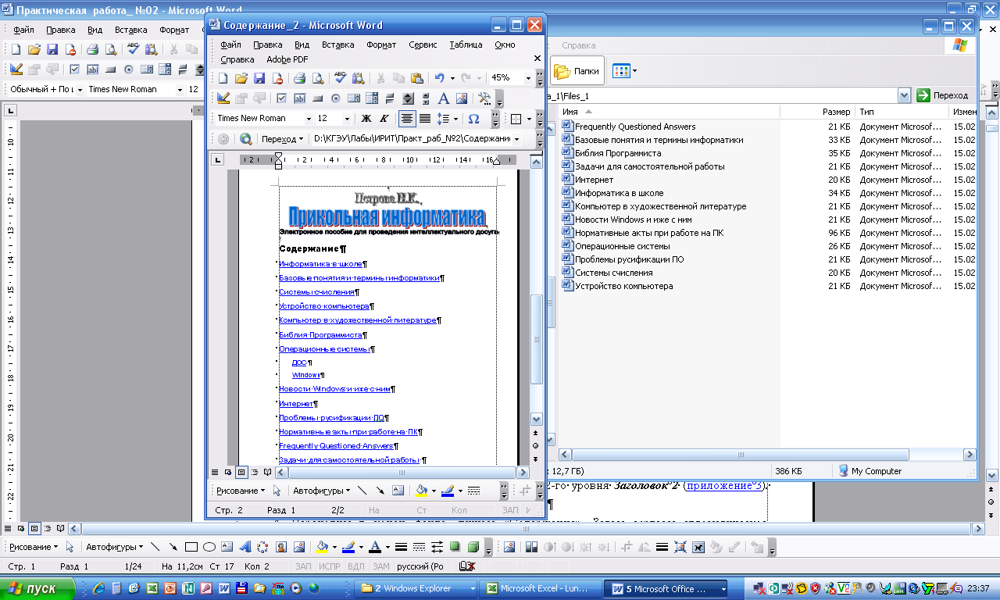 Практическая работа_ №02 - Microsoft Word
Файл Правка Вид Вставка Формат
Обычный + По ц Times New Roman 12
Содержание_2 - Microsoft Word
Файл Правка Вид Вставка Формат Сервис Таблица Окно
Справка Adobe PDF
45%
Times New Roman 12 Ж К
Переход D:\КГЭУ\Лабы\ИРИТ\Практ_раб_№2\Содержани
2 2 4 6 8 10 12 14 16
Петрова Н.К.
Прикольная информатика
Электронное пособие для проведения интеллектуального досуга
Содержание¶
Информатика·в·школе¶
Базовые·понятия·и·термины·информатики¶
Системы·счисления¶
Устройство·компьютера¶
Компьютер·в·художественной·литературе¶
Библия·Программиста¶
Операционные·системы¶
ДОС·¶
Windows¶
Новости·Windows·и·иже·с·ним¶
Интернет¶
Проблемы·русификации·ПО¶
Нормативные·акты·при·работе·на·ПК¶
Frequently·Questioned·Answers¶
Задачи·для·самостоятельной·работы·¶
Рисование Автофигуры
Стр. 2 Разд 1 2/2 На Ст Кол ЗАП
Справка
Папки
а_1\Files_1 Переход
Имя Размер Тип Измен
Frequently Questioned Answers 21 КБ Документ Microsof... 15.02
Базовые понятия и термины информатики 33 КБ Документ Microsof... 15.02
Библия Программиста 35 КБ Документ Microsof... 15.02
Задачи для самостоятельной работы 21 КБ Документ Microsof... 15.02
Интернет 20 КБ Документ Microsof... 15.02
Информатика в школе 34 КБ Документ Microsof... 15.02
Компьютер в художественной литературе 21 КБ Документ Microsof... 15.02
Новости Windows и иже с ним 21 КБ Документ Microsof... 15.02
Нормативные акты при работе на ПК 96 КБ Документ Microsof... 15.02
Операционные системы 26 КБ Документ Microsof... 15.02
Проблемы русификации ПО 21 КБ Документ Microsof... 15.02
Системы счисления 20 КБ Документ Microsof... 15.02
Устройство компьютера 21 КБ Документ Microsof... 15.02
: 12,7 ГБ) 386 КБ My Computer
2-го·уровня·Заголовок·2·(приложение·3).
Рисование Автофигуры
Стр. 1 Разд 1 1/24 На 11,2см Ст 17 Кол 2 ЗАП ИСПР ВДЛ ЗАМ русский (Ро
пуск 2 Windows Explorer Microsoft Excel - Lun... 5 Microsoft Office ... 23:37